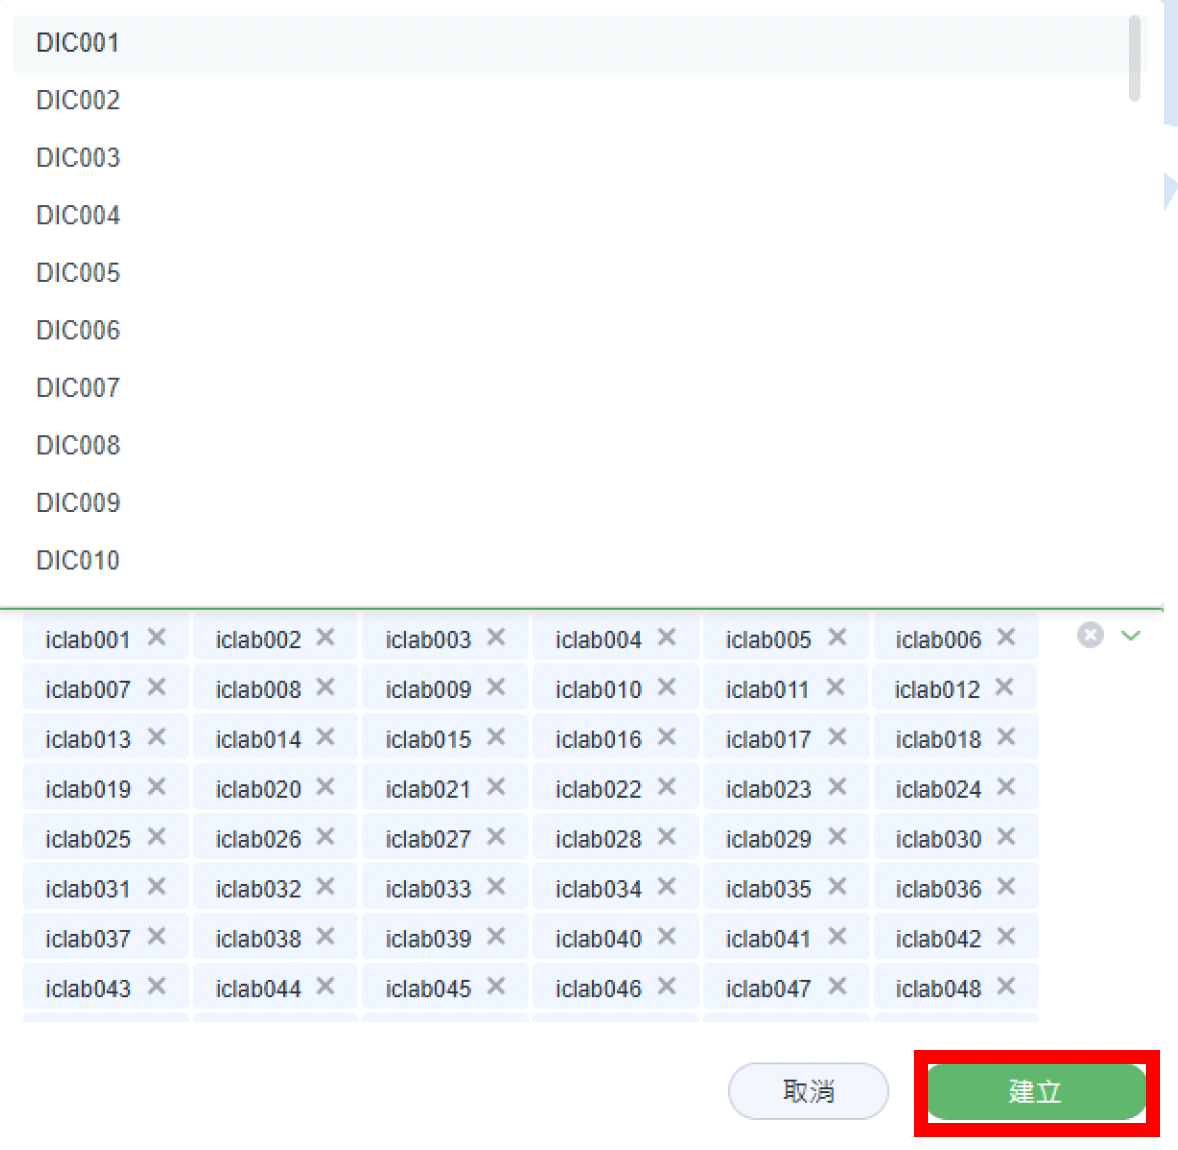 DIC001
DIC002
DIC003
DIC004
DIC005
DIC006
DIC007
DIC008
DIC009
DIC010
iclab001 iclab002 iclab003 iclab004 iclab005 iclab006
iclab007 iclab008 iclab009 iclab010 iclab011 iclab012
iclab013 iclab014 iclab015 iclab016 iclab017 iclab018
iclab019 iclab020 iclab021 iclab022 iclab023 iclab024
iclab025 iclab026 iclab027 iclab028 iclab029 iclab030
iclab031 iclab032 iclab033 iclab034 iclab035 iclab036
iclab037 iclab038 iclab039 iclab040 iclab041 iclab042
iclab043 iclab044 iclab045 iclab046 iclab047 iclab048
取消 建立